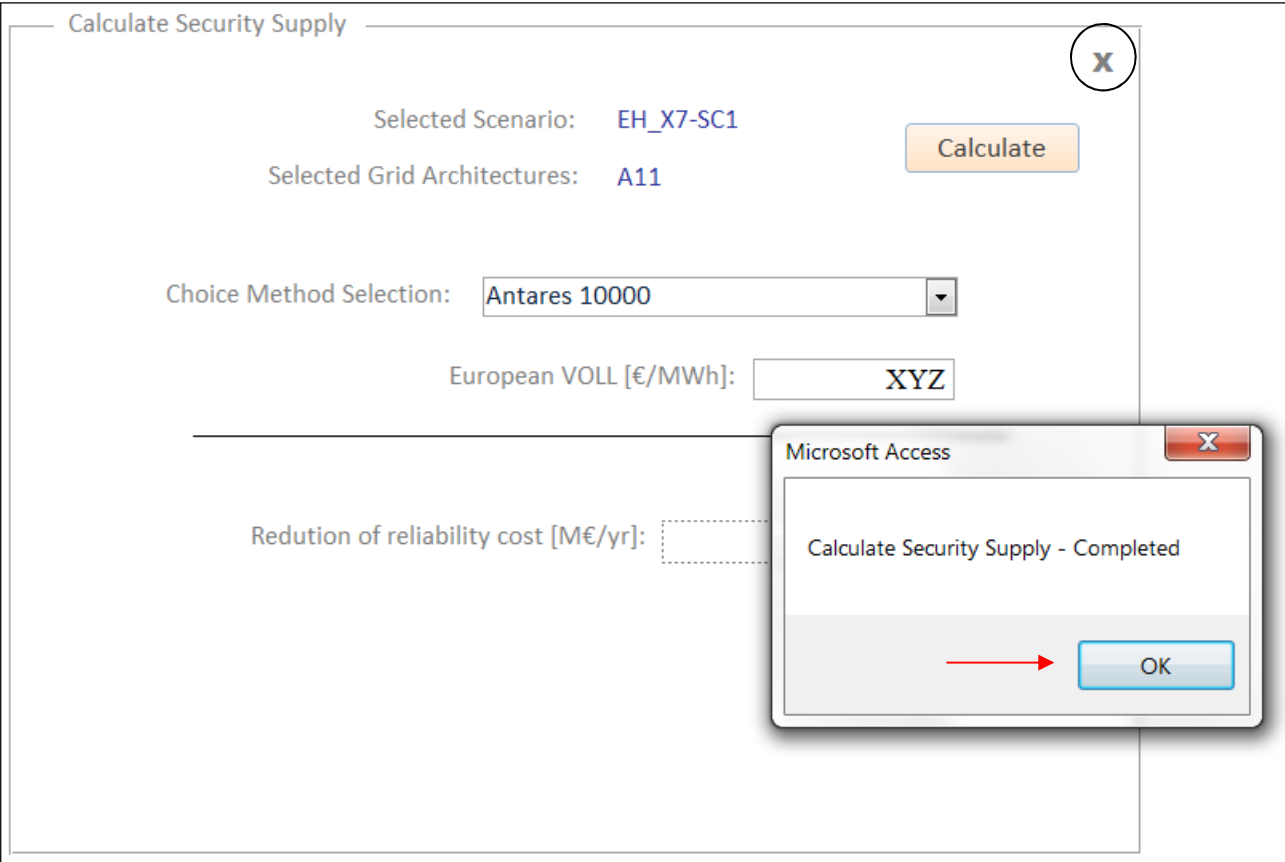 Calculate Security Supply
X
Selected Scenario: EH_X7-SC1
Calculate
Selected Grid Architectures: A11
Choice Method Selection: Antares 10000
European VOLL [€/MWh]: XYZ
Microsoft Access
X
Redution of reliability cost [M€/yr]:
Calculate Security Supply - Completed
OK